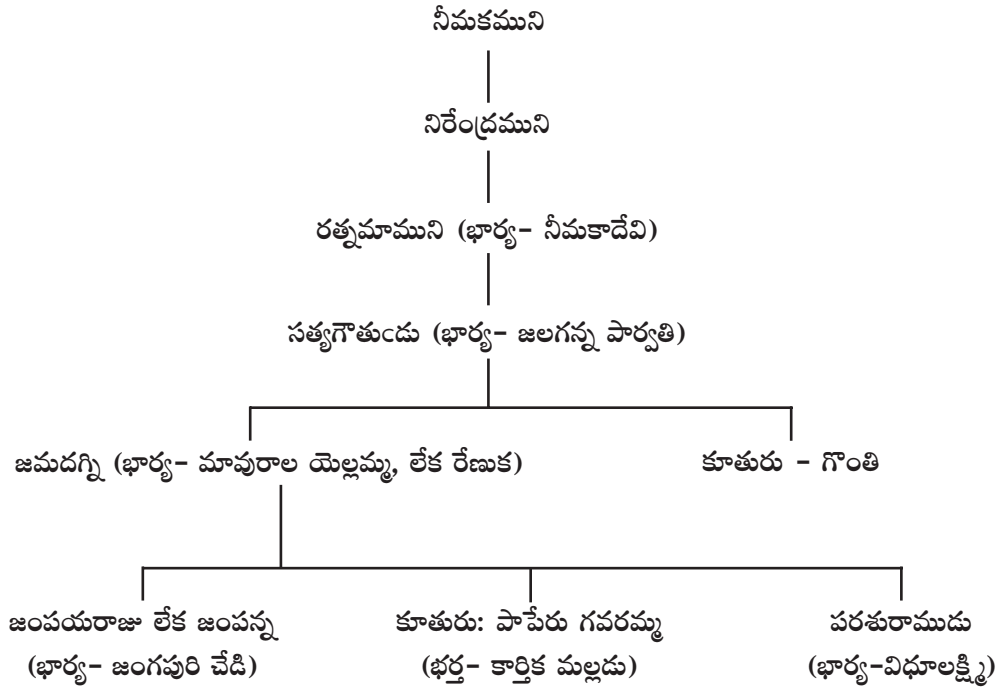 నీమకముని
నిరేంద్రముని
రత్నమాముని (భార్య- నీమకాదేవి)
సత్యగౌతుఁడు (భార్య- జలగన్న పార్వతి)
జమదగ్ని (భార్య- మావురాల యెల్లమ్మ, లేక రేణుక) కూతురు - గొంతి
జంపయరాజు లేక జంపన్న కూతురు: పాపేరు గవరమ్మ పరశురాముడు
(భార్య- జంగపురి చేడి) (భర్త- కార్తిక మల్లడు) (భార్య-విధూలక్ష్మి)